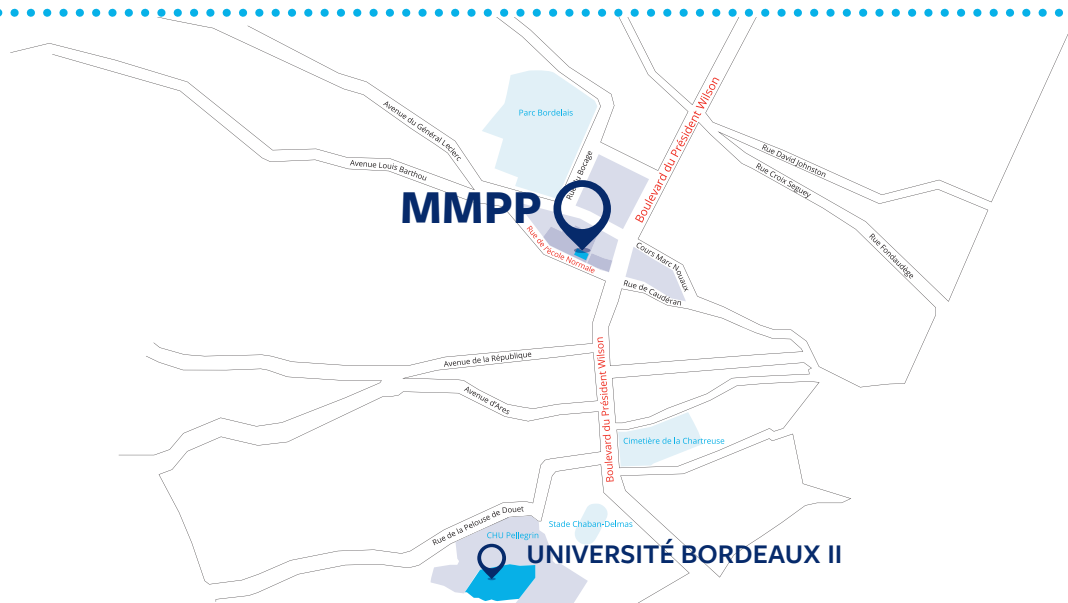 Parc Bordelais
Boulevard du Président Wilson
Avenue du Général Leclerc
Avenue Louis Barthou
Rue du Bocage
Rue David Johnston
Rue Croix Seguey
MMPP
Rue de l'école Normale
Cours Marc Nouaux
Rue Fondaudège
Rue de Caudéran
Avenue de la République
Avenue d'Ares
Boulevard du Président Wilson
Cimetière de la Chartreuse
Rue de la Pelouse de Douet
Stade Chaban-Delmas
CHU Pellegrin
UNIVERSITÉ BORDEAUX II